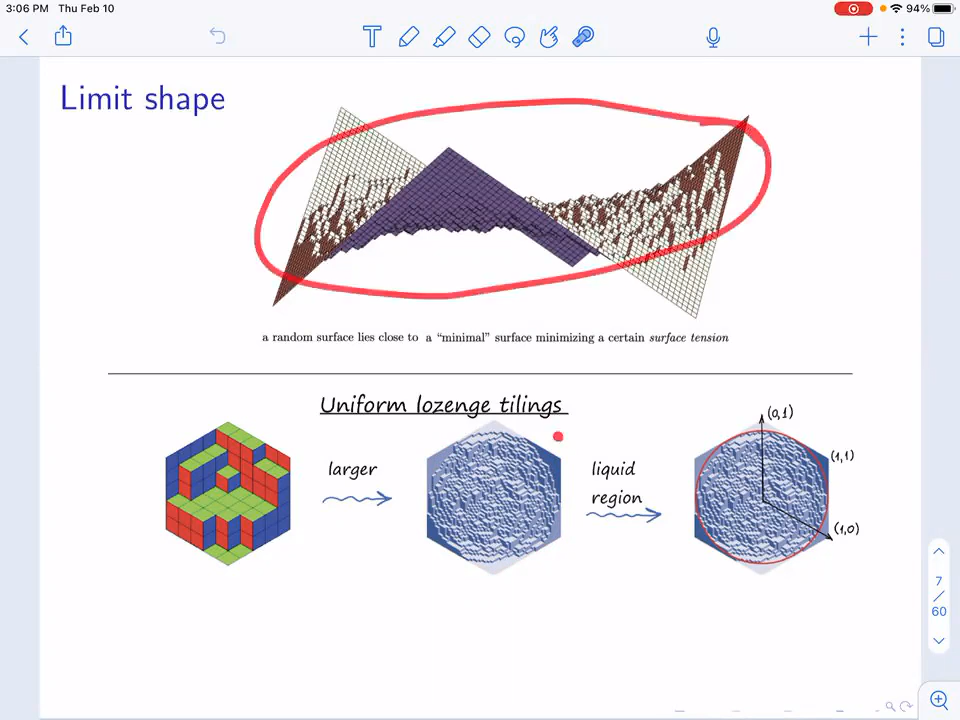 3:06 PM Thu Feb 10
94%
T
Limit shape
a random surface lies close to a “minimal” surface minimizing a certain surface tension
Uniform lozenge tilings
larger
liquid
region
(0,1)
(1,1)
(1,0)
7
/
60